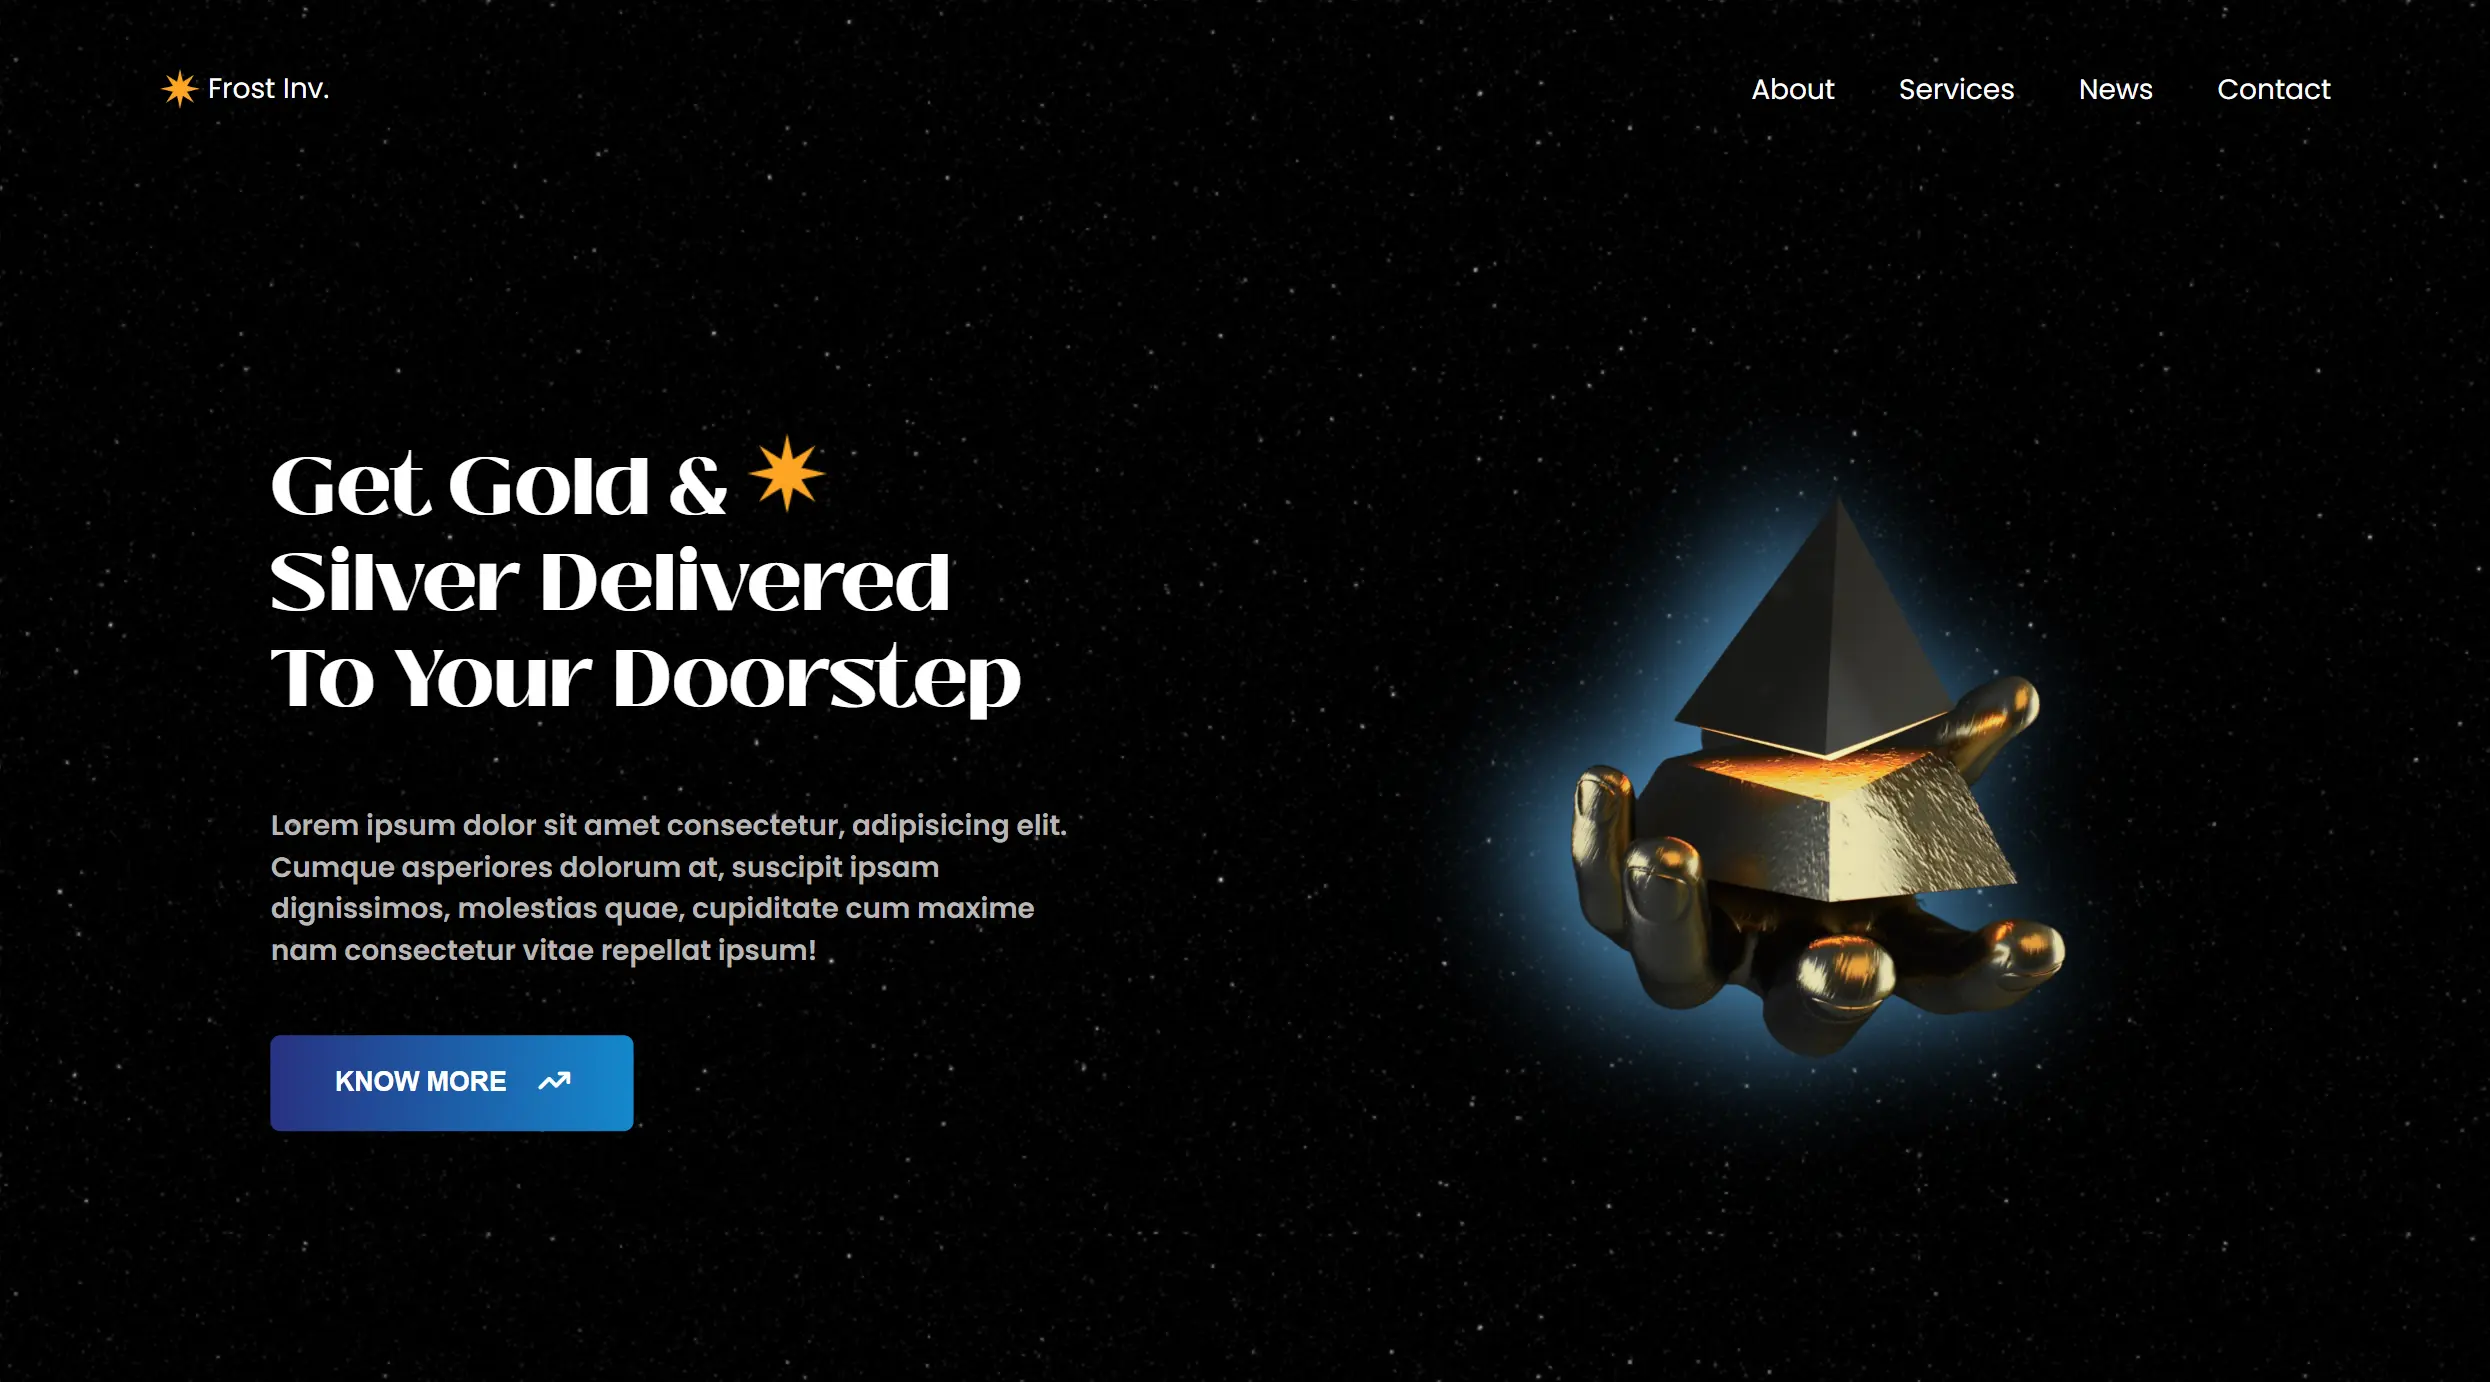 Frost Inv.
About
Services
News
Contact
Get Gold &
Silver Delivered
To Your Doorstep
Lorem ipsum dolor sit amet consectetur, adipisicing elit.
Cumque asperiores dolorum at, suscipit ipsam
dignissimos, molestias quae, cupiditate cum maxime
nam consectetur vitae repellat ipsum!
KNOW MORE